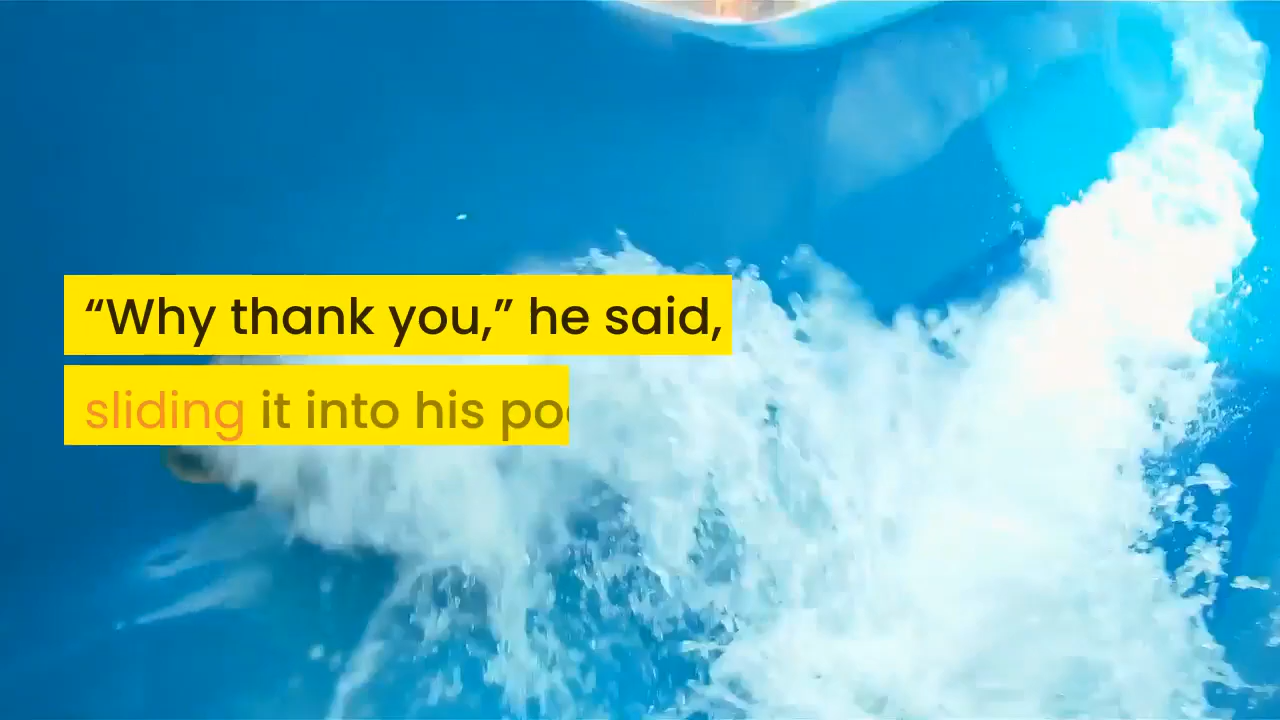 “Why thank you,” he said,
sliding it into his